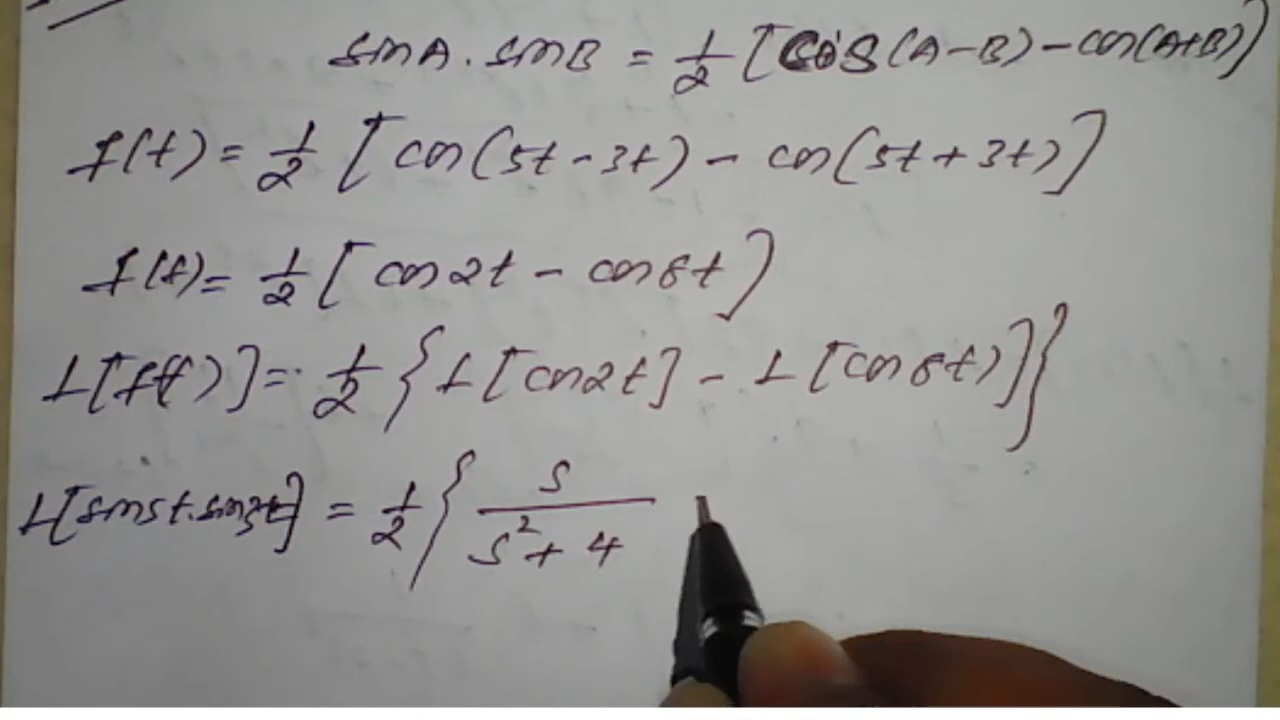 sinA . sinB = 1/2 [cos(A-B) - cos(A+B)]
f(t) = 1/2 [cos(5t - 3t) - cos(5t + 3t)]
f(t) = 1/2 [cos2t - cos8t]
L[f(t)] = 1/2 {L[cos2t] - L[cos8t)]}
L[sin5t.sin3t] = 1/2 { s/(s² + 4)